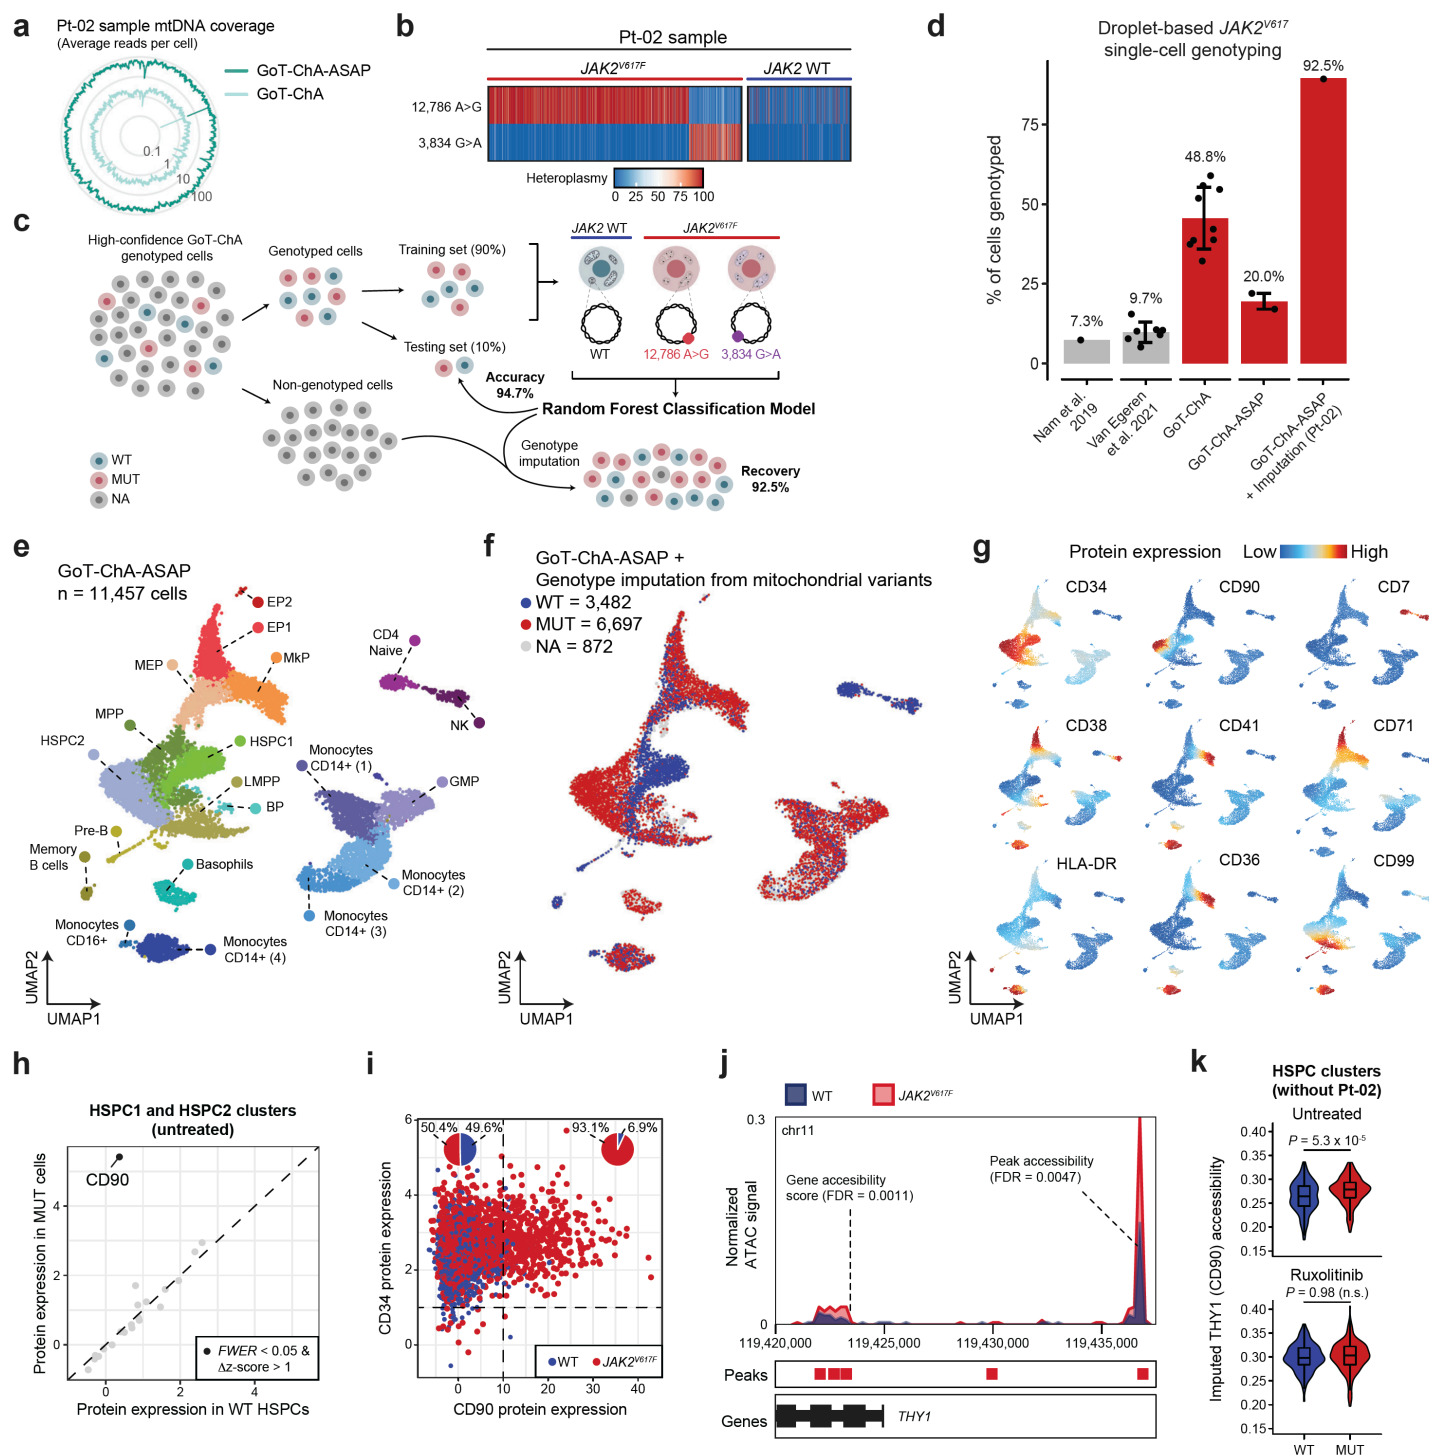 a
Pt-02 sample mtDNA coverage
(Average reads per cell)
GoT-ChA-ASAP
GoT-ChA
0.1
1
10
100
b
Pt-02 sample
JAK2V617F
JAK2 WT
12,786 A>G
3,834 G>A
Heteroplasmy
0 25 50 75 100
c
High-confidence GoT-ChA
genotyped cells
Genotyped cells
Training set (90%)
Testing set (10%)
Non-genotyped cells
JAK2 WT
JAK2V617F
WT
12,786 A>G
3,834 G>A
Accuracy
94.7%
Random Forest Classification Model
Genotype
imputation
Recovery
92.5%
WT
MUT
NA
d
Droplet-based JAK2V617
single-cell genotyping
% of cells genotyped
75
50
25
0
7.3%
9.7%
48.8%
20.0%
92.5%
Nam et al.
2019
Van Egeren
et al. 2021
GoT-ChA
GoT-ChA-ASAP
GoT-ChA-ASAP
+ Imputation (Pt-02)
e
GoT-ChA-ASAP
n = 11,457 cells
EP2
EP1
MEP
MkP
MPP
HSPC2
HSPC1
LMPP
BP
Pre-B
Memory
B cells
Basophils
Monocytes
CD16+
Monocytes
CD14+ (4)
CD4
Naive
NK
Monocytes
CD14+ (1)
GMP
Monocytes
CD14+ (2)
Monocytes
CD14+ (3)
UMAP2
UMAP1
f
GoT-ChA-ASAP +
Genotype imputation from mitochondrial variants
WT = 3,482
MUT = 6,697
NA = 872
UMAP2
UMAP1
g
Protein expression Low High
CD34
CD90
CD7
CD38
CD41
CD71
HLA-DR
CD36
CD99
UMAP2
UMAP1
h
HSPC1 and HSPC2 clusters
(untreated)
Protein expression in MUT cells
4
2
0
CD90
FWER < 0.05 &
Δz-score > 1
0 2 4
Protein expression in WT HSPCs
i
CD34 protein expression
6
4
2
0
50.4% 49.6%
93.1% 6.9%
WT JAK2V617F
0 10 20 30 40
CD90 protein expression
j
WT
JAK2V617F
Normalized
ATAC signal
0.3
0
chr11
Gene accesibility
score (FDR = 0.0011)
Peak accessibility
(FDR = 0.0047)
119,420,000 119,425,000 119,430,000 119,435,000
Peaks
Genes
THY1
k
HSPC clusters
(without Pt-02)
Untreated
P = 5.3 x 10-5
0.40
0.35
0.30
0.25
0.20
0.15
Imputed THY1 (CD90) accessibility
Ruxolitinib
P = 0.98 (n.s.)
0.40
0.35
0.30
0.25
0.20
0.15
WT MUT